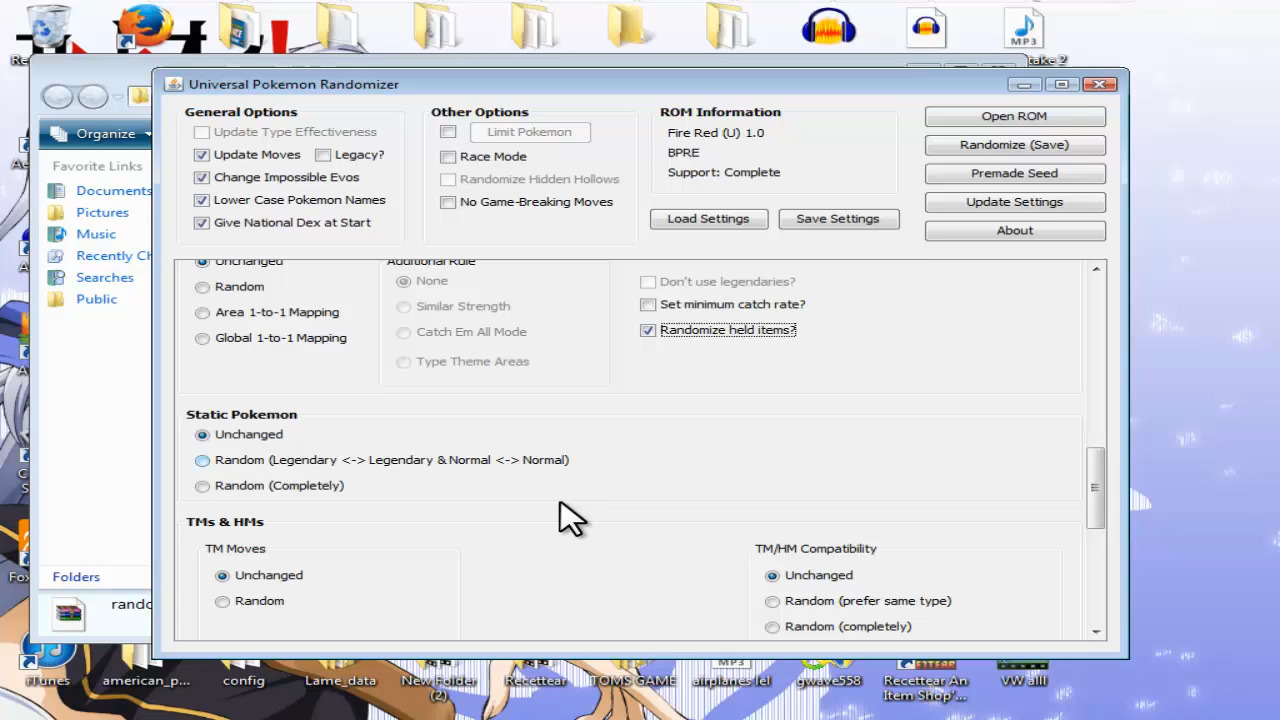 MP3
take 2
Universal Pokemon Randomizer
General Options
Update Type Effectiveness
Update Moves
Legacy?
Change Impossible Evos
Lower Case Pokemon Names
Give National Dex at Start
Other Options
Limit Pokemon
Race Mode
Randomize Hidden Hollows
No Game-Breaking Moves
ROM Information
Fire Red (U) 1.0
BPRE
Support: Complete
Load Settings
Save Settings
Open ROM
Randomize (Save)
Premade Seed
Update Settings
About
Organize
Favorite Links
Documents
Pictures
Music
Recently Ch
Searches
Public
Folders
rando
Unchanged
Random
Area 1-to-1 Mapping
Global 1-to-1 Mapping
Additional Rule
None
Similar Strength
Catch Em All Mode
Type Theme Areas
Don't use legendaries?
Set minimum catch rate?
Randomize held items?
Static Pokemon
Unchanged
Random (Legendary <-> Legendary & Normal <-> Normal)
Random (Completely)
TMs & HMs
TM Moves
Unchanged
Random
TM/HM Compatibility
Unchanged
Random (prefer same type)
Random (completely)
iTunes
american_p...
config
Lame_data
New Folder
(2)
Recettear
TOMS GAME
MP3
airplanes lel
gwave558
Recettear An
Item Shop'...
VW alll